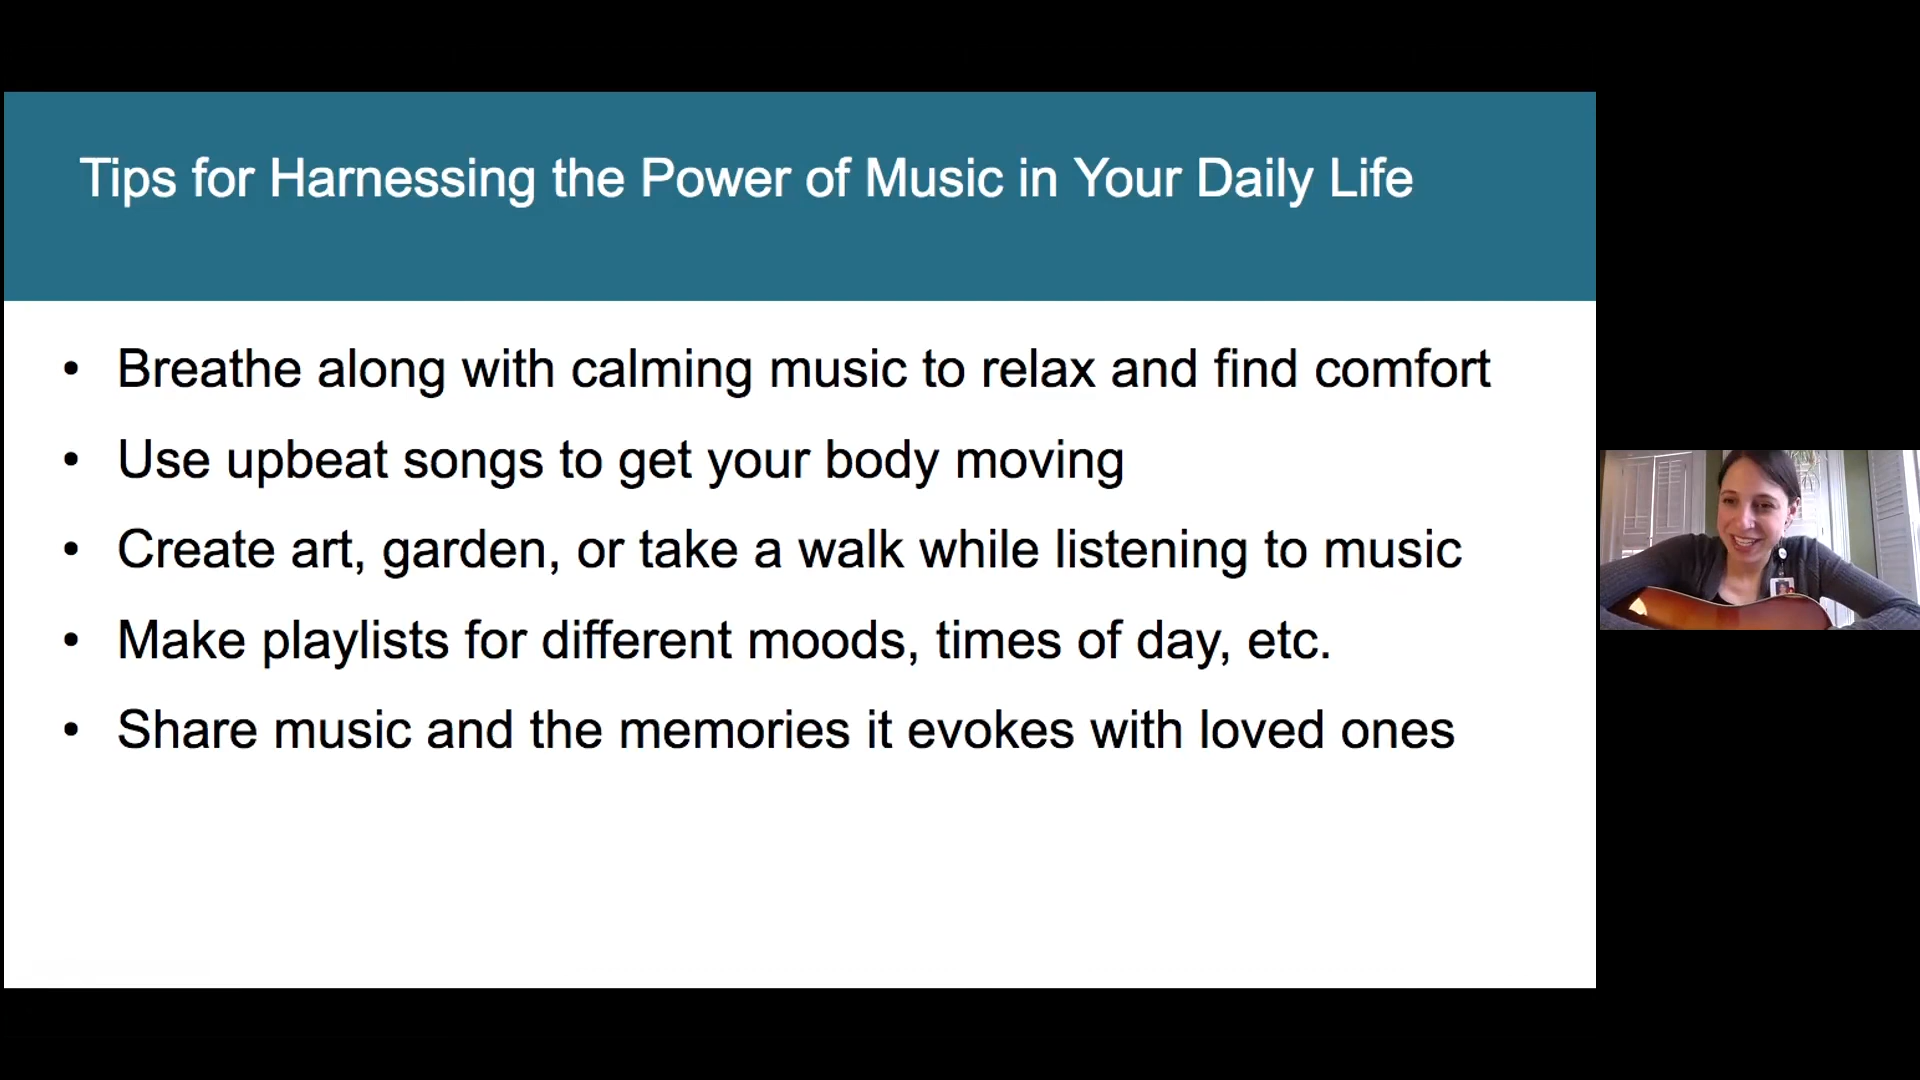 Tips for Harnessing the Power of Music in Your Daily Life
• Breathe along with calming music to relax and find comfort
• Use upbeat songs to get your body moving
• Create art, garden, or take a walk while listening to music
• Make playlists for different moods, times of day, etc.
• Share music and the memories it evokes with loved ones